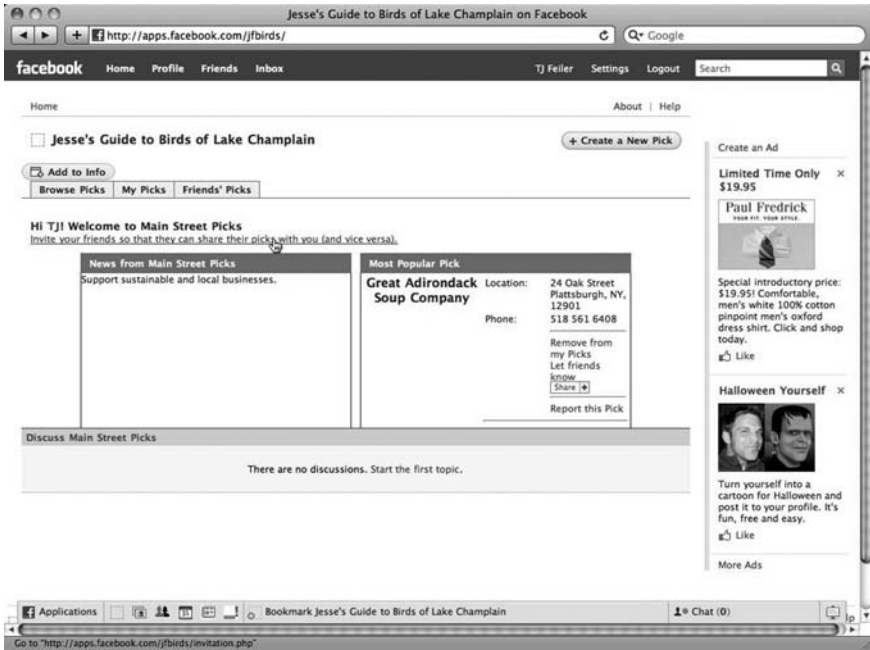 Jesse's Guide to Birds of Lake Champlain on Facebook
http://apps.facebook.com/jfbirds/
Google
facebook Home Profile Friends Inbox TJ Feiler Settings Logout Search
Home About | Help
Jesse's Guide to Birds of Lake Champlain
+ Create a New Pick
Add to Info
Browse Picks My Picks Friends' Picks
Hi TJ! Welcome to Main Street Picks
Invite your friends so that they can share their picks with you (and vice versa).
News from Main Street Picks
Support sustainable and local businesses.
Most Popular Pick
Great Adirondack
Soup Company
Location: 24 Oak Street
Plattsburgh, NY,
12901
Phone: 518 561 6408
Remove from
my Picks
Let friends
know
Share +
Report this Pick
Discuss Main Street Picks
There are no discussions. Start the first topic.
Create an Ad
Limited Time Only
$19.95
Paul Fredrick
YOUR FIT. YOUR STYLE.
Special introductory price:
$19.95! Comfortable,
men's white 100% cotton
pinpoint men's oxford
dress shirt. Click and shop
today.
Like
Halloween Yourself
Turn yourself into a
cartoon for Halloween and
post it to your profile. It's
fun, free and easy.
Like
More Ads
Applications Bookmark Jesse's Guide to Birds of Lake Champlain Chat (0)
Go to "http://apps.facebook.com/jfbirds/invitation.php"